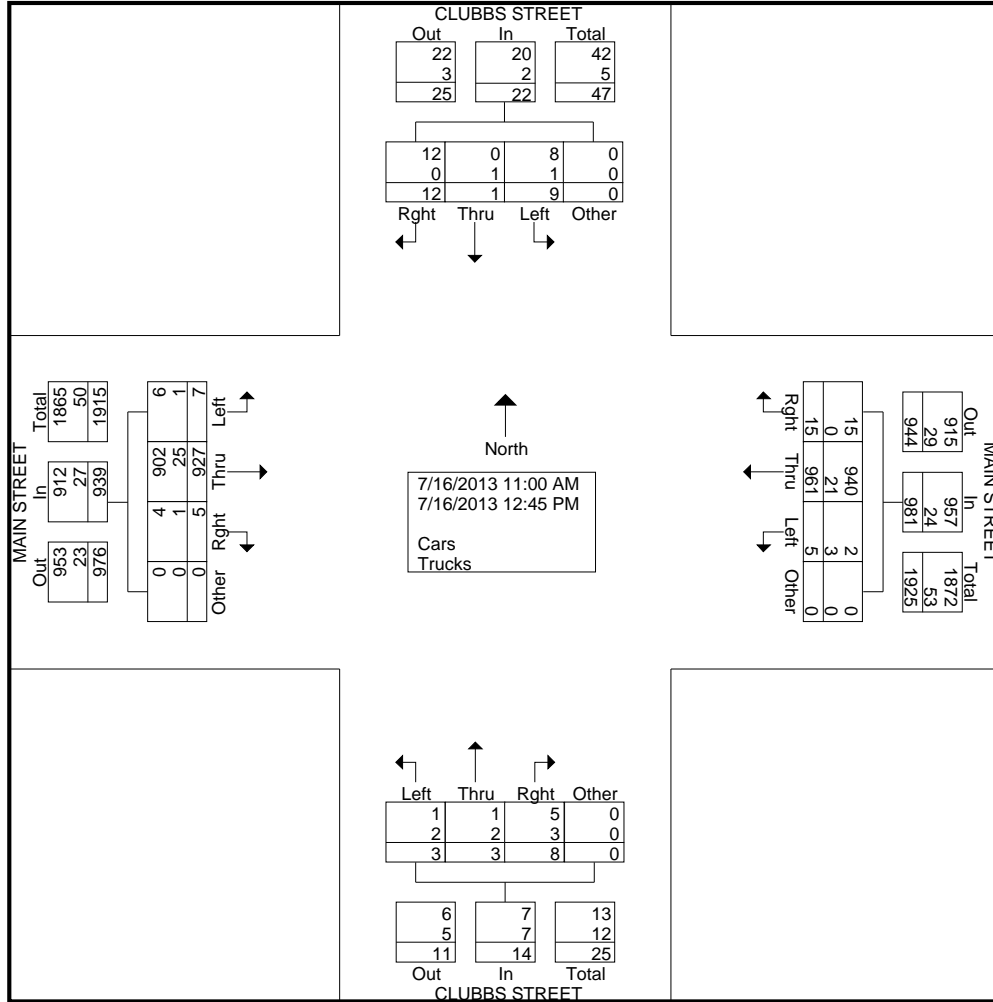 CLUBBS STREET
Out In Total
22 20 42
3 2 5
25 22 47
12 0 8 0
0 1 1 0
12 1 9 0
Rght Thru Left Other
MAIN STREET
Total In Out
1865 912 953
50 27 23
1915 939 976
Left Thru Rght Other
6 902 4 0
1 25 1 0
7 927 5 0
North
7/16/2013 11:00 AM
7/16/2013 12:45 PM
Cars
Trucks
Rght Thru Left Other
15 940 2 0
0 21 3 0
15 961 5 0
MAIN STREET
Out In Total
915 957 1872
29 24 53
944 981 1925
Left Thru Rght Other
1 1 5 0
2 2 3 0
3 3 8 0
6 7 13
5 7 12
11 14 25
Out In Total
CLUBBS STREET